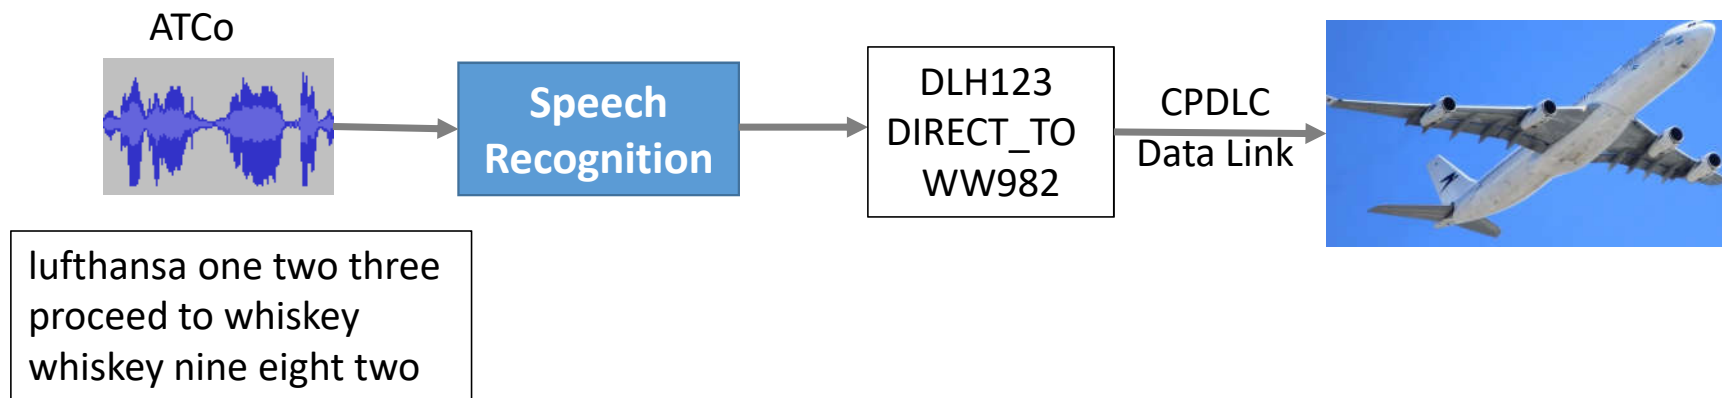 ATCo
Speech
Recognition
DLH123
DIRECT_TO
WW982
CPDLC
Data Link
lufthansa one two three
proceed to whiskey
whiskey nine eight two